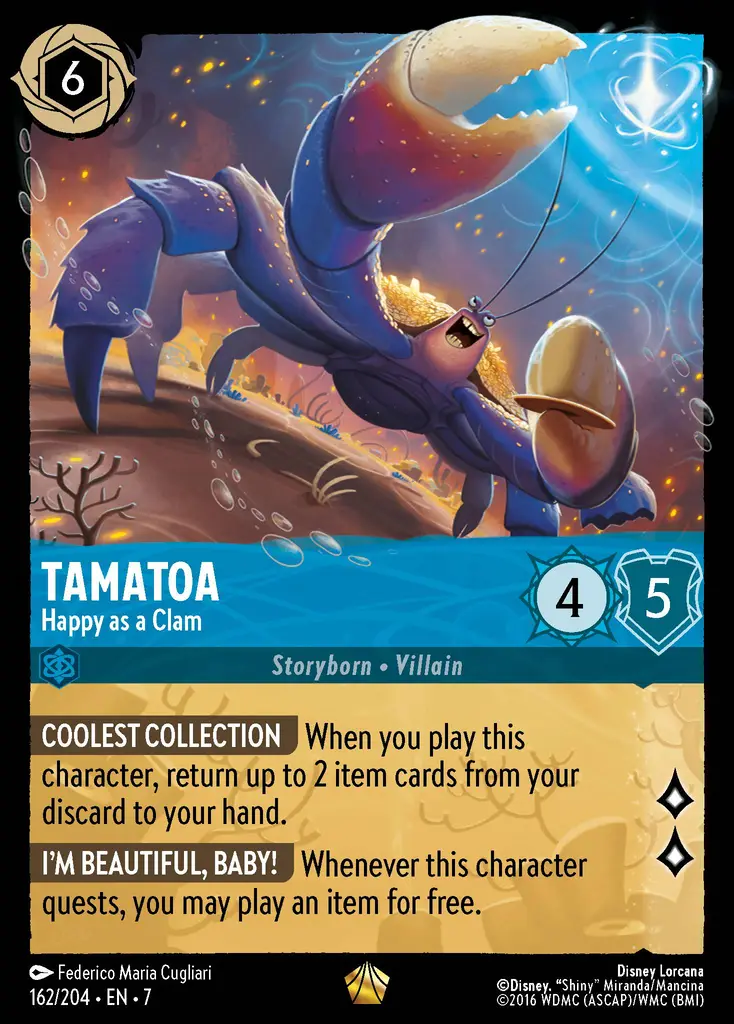 6
TAMATOA
Happy as a Clam
4
5
Storyborn • Villain
COOLEST COLLECTION When you play this
character, return up to 2 item cards from your
discard to your hand.
I'M BEAUTIFUL, BABY! Whenever this character
quests, you may play an item for free.
Federico Maria Cugliari
162/204 • EN • 7
Disney Lorcana
©Disney. “Shiny” Miranda/Mancina
©2016 WDMC (ASCAP)/WMC (BMI)